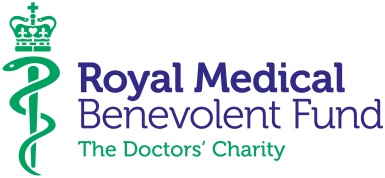 Royal Medical
Benevolent Fund
The Doctors’ Charity